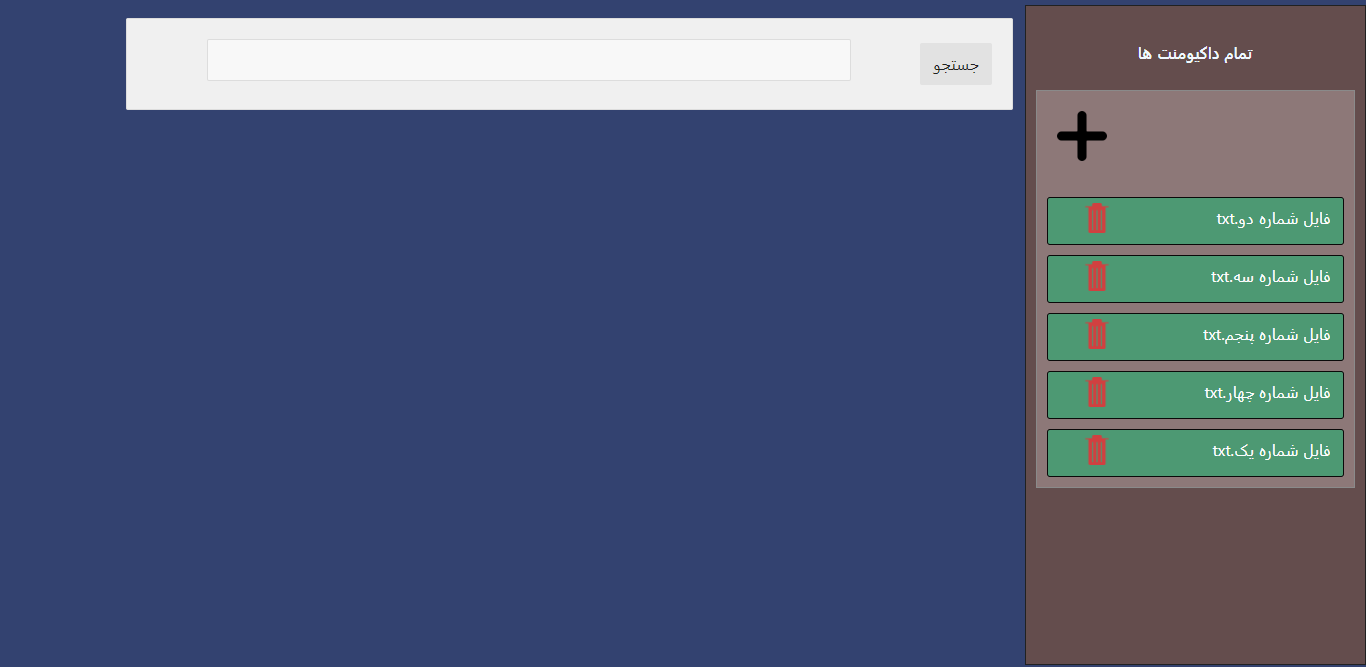 تمام داکیومنت ها
جستجو
فایل شماره دو.txt
فایل شماره سه.txt
فایل شماره پنجم.txt
فایل شماره چهار.txt
فایل شماره یک.txt